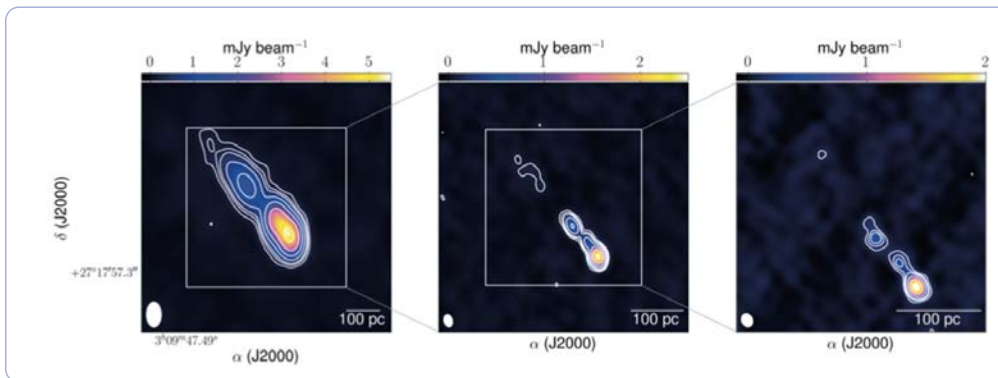 mJy beam⁻¹
0 1 2 3 4 5
mJy beam⁻¹
0 1 2
mJy beam⁻¹
0 1 2
δ (J2000)
+27°17′57.3″
100 pc
100 pc
100 pc
3ʰ09ᵐ47.49ˢ
α (J2000)
α (J2000)
α (J2000)